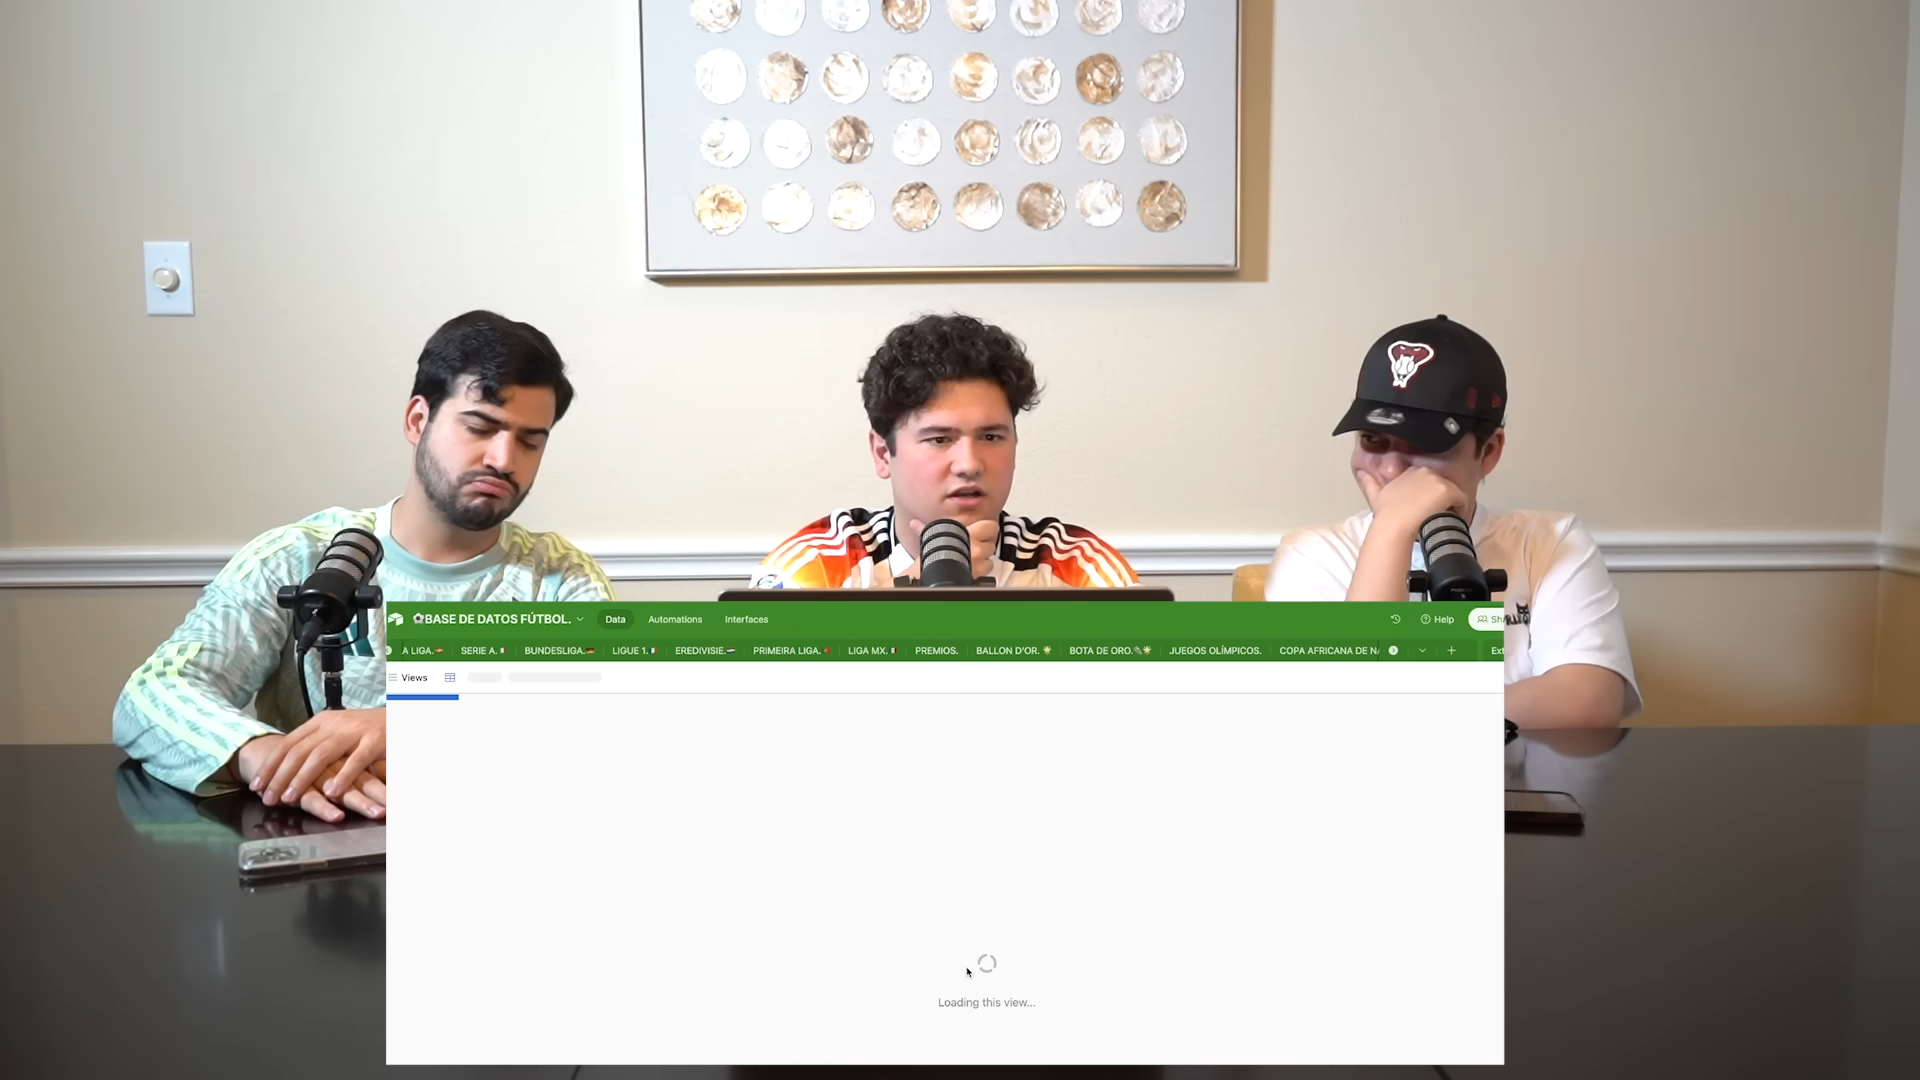 ⚽BASE DE DATOS FÚTBOL.
Data
Automations
Interfaces
Help
A LIGA.
SERIE A.
BUNDESLIGA.
LIGUE 1.
EREDIVISIE.
PRIMEIRA LIGA.
LIGA MX.
PREMIOS.
BALLON D'OR.
BOTA DE ORO.
JUEGOS OLÍMPICOS.
COPA AFRICANA DE
Views
Loading this view...